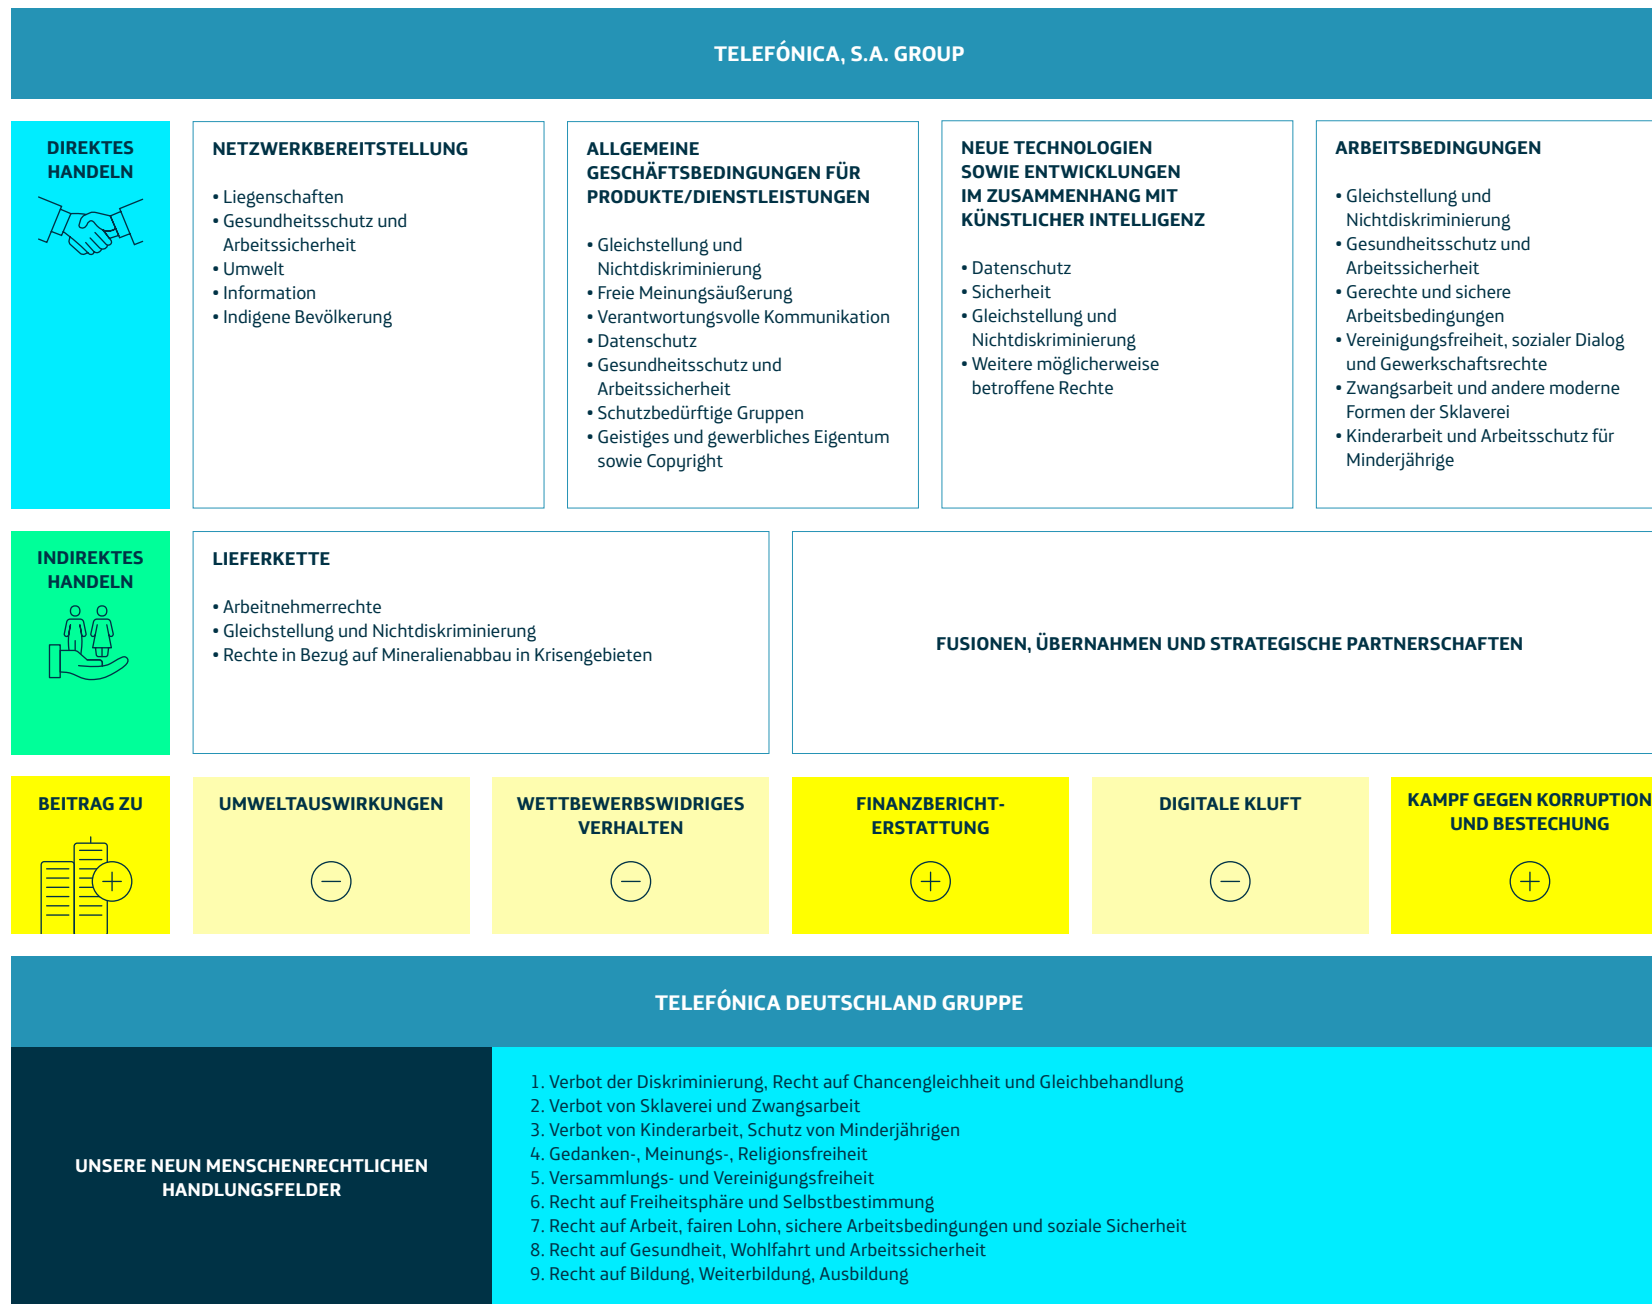 TELEFÓNICA, S.A. GROUP
DIREKTES
HANDELN
NETZWERKBEREITSTELLUNG
• Liegenschaften
• Gesundheitsschutz und
Arbeitssicherheit
• Umwelt
• Information
• Indigene Bevölkerung
ALLGEMEINE
GESCHÄFTSBEDINGUNGEN FÜR
PRODUKTE/DIENSTLEISTUNGEN
• Gleichstellung und
Nichtdiskriminierung
• Freie Meinungsäußerung
• Verantwortungsvolle Kommunikation
• Datenschutz
• Gesundheitsschutz und
Arbeitssicherheit
• Schutzbedürftige Gruppen
• Geistiges und gewerbliches Eigentum
sowie Copyright
NEUE TECHNOLOGIEN
SOWIE ENTWICKLUNGEN
IM ZUSAMMENHANG MIT
KÜNSTLICHER INTELLIGENZ
• Datenschutz
• Sicherheit
• Gleichstellung und
Nichtdiskriminierung
• Weitere möglicherweise
betroffene Rechte
ARBEITSBEDINGUNGEN
• Gleichstellung und
Nichtdiskriminierung
• Gesundheitsschutz und
Arbeitssicherheit
• Gerechte und sichere
Arbeitsbedingungen
• Vereinigungsfreiheit, sozialer Dialog
und Gewerkschaftsrechte
• Zwangsarbeit und andere moderne
Formen der Sklaverei
• Kinderarbeit und Arbeitsschutz für
Minderjährige
INDIREKTES
HANDELN
LIEFERKETTE
• Arbeitnehmerrechte
• Gleichstellung und Nichtdiskriminierung
• Rechte in Bezug auf Mineralienabbau in Krisengebieten
FUSIONEN, ÜBERNAHMEN UND STRATEGISCHE PARTNERSCHAFTEN
BEITRAG ZU
UMWELTAUSWIRKUNGEN
WETTBEWERBSWIDRIGES
VERHALTEN
FINANZBERICHT-
ERSTATTUNG
DIGITALE KLUFT
KAMPF GEGEN KORRUPTION
UND BESTECHUNG
TELEFÓNICA DEUTSCHLAND GRUPPE
UNSERE NEUN MENSCHENRECHTLICHEN
HANDLUNGSFELDER
1. Verbot der Diskriminierung, Recht auf Chancengleichheit und Gleichbehandlung
2. Verbot von Sklaverei und Zwangsarbeit
3. Verbot von Kinderarbeit, Schutz von Minderjährigen
4. Gedanken-, Meinungs-, Religionsfreiheit
5. Versammlungs- und Vereinigungsfreiheit
6. Recht auf Freiheitsphäre und Selbstbestimmung
7. Recht auf Arbeit, fairen Lohn, sichere Arbeitsbedingungen und soziale Sicherheit
8. Recht auf Gesundheit, Wohlfahrt und Arbeitssicherheit
9. Recht auf Bildung, Weiterbildung, Ausbildung